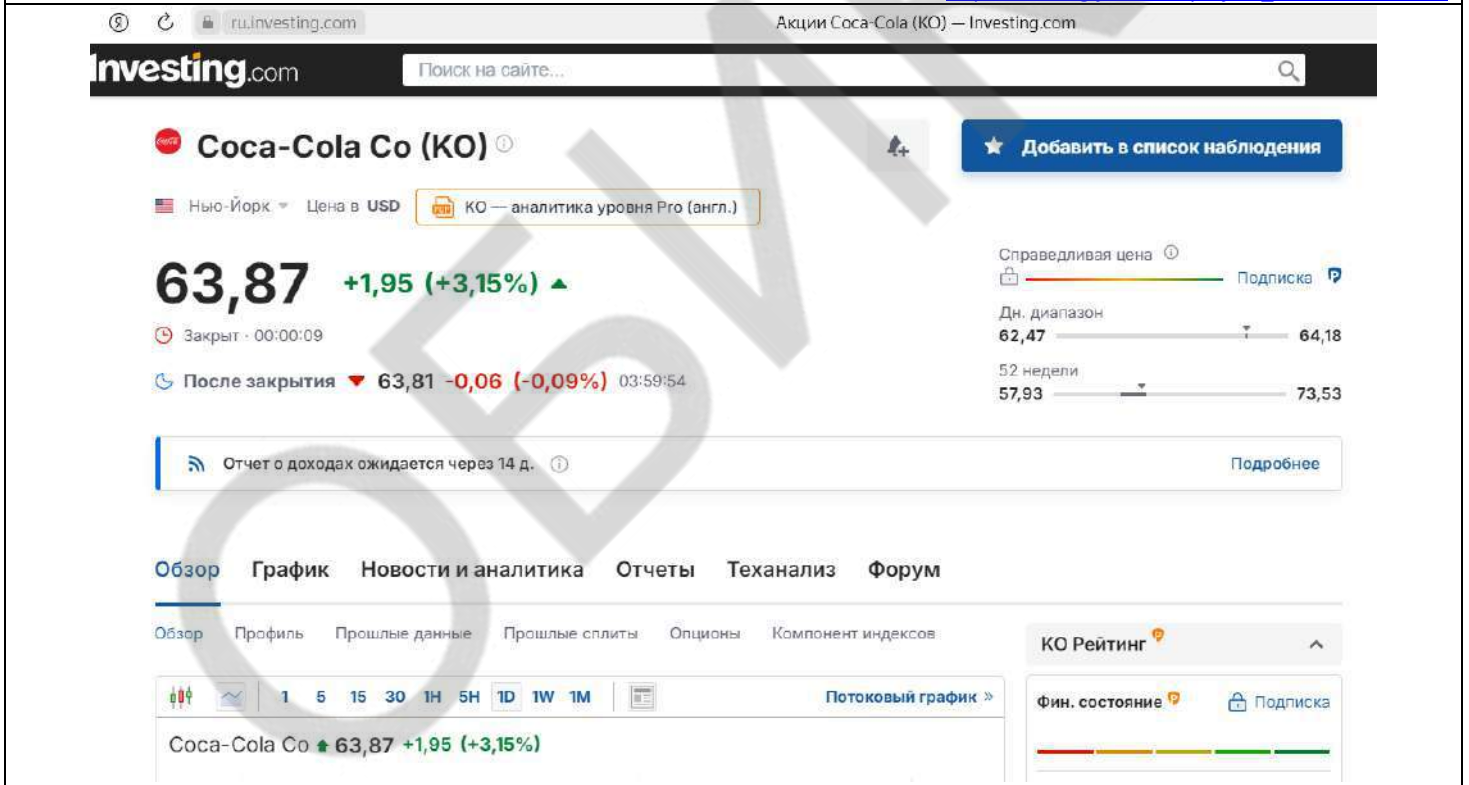 ru.investing.com Акции Coca-Cola (KO) — Investing.com
Investing.com Поиск на сайте...
Coca-Cola Co (KO)
Добавить в список наблюдения
Нью-Йорк Цена в USD KO — аналитика уровня Pro (англ.)
63,87 +1,95 (+3,15%)
Закрыт · 00:00:09
После закрытия 63,81 -0,06 (-0,09%) 03:59:54
Справедливая цена
Подписка
Дн. диапазон
62,47 64,18
52 недели
57,93 73,53
Отчет о доходах ожидается через 14 д. Подробнее
Обзор График Новости и аналитика Отчеты Теханализ Форум
Обзор Профиль Прошлые данные Прошлые сплиты Опционы Компонент индексов
1 5 15 30 1H 5H 1D 1W 1M Потоковый график »
Coca-Cola Co 63,87 +1,95 (+3,15%)
KO Рейтинг
Фин. состояние Подписка